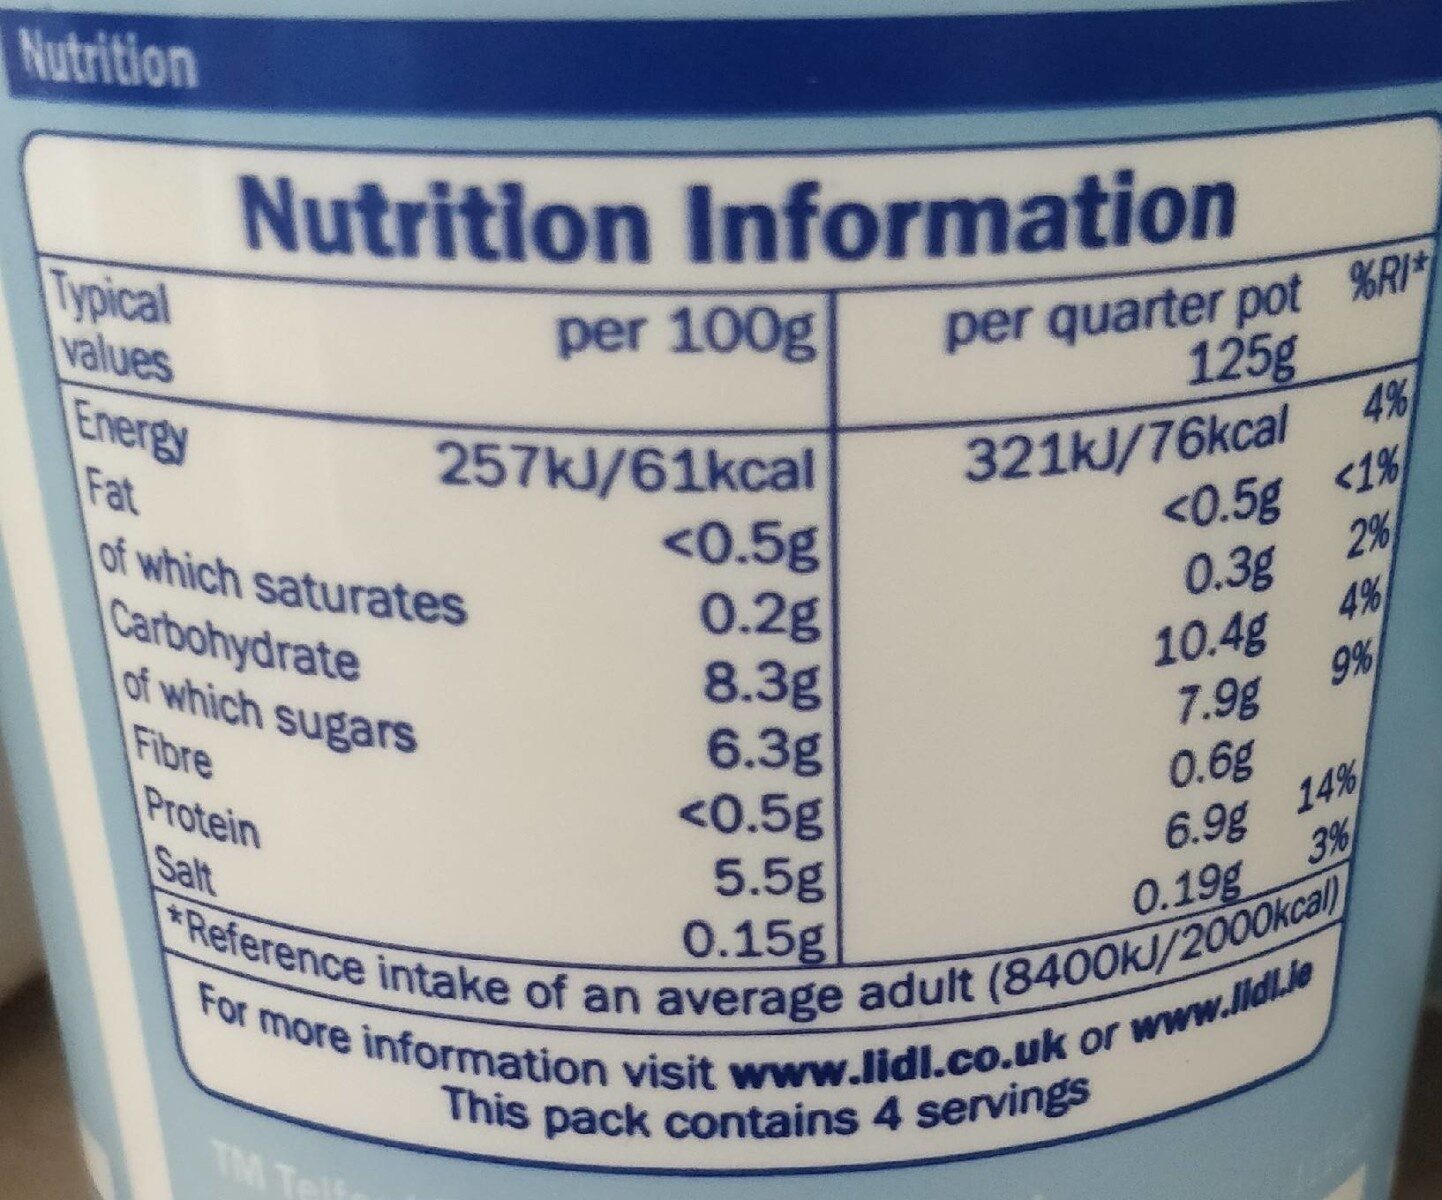 Nutrition
Nutrition Information
Typical values per 100g per quarter pot 125g %RI*
Energy 257kJ/61kcal 321kJ/76kcal 4%
Fat <0.5g <0.5g <1%
of which saturates 0.2g 0.3g 2%
Carbohydrate 8.3g 10.4g 4%
of which sugars 6.3g 7.9g 9%
Fibre <0.5g 0.6g
Protein 5.5g 6.9g 14%
Salt 0.15g 0.19g 3%
*Reference intake of an average adult (8400kJ/2000kcal)
For more information visit www.lidl.co.uk or www.lidl.ie
This pack contains 4 servings
TM